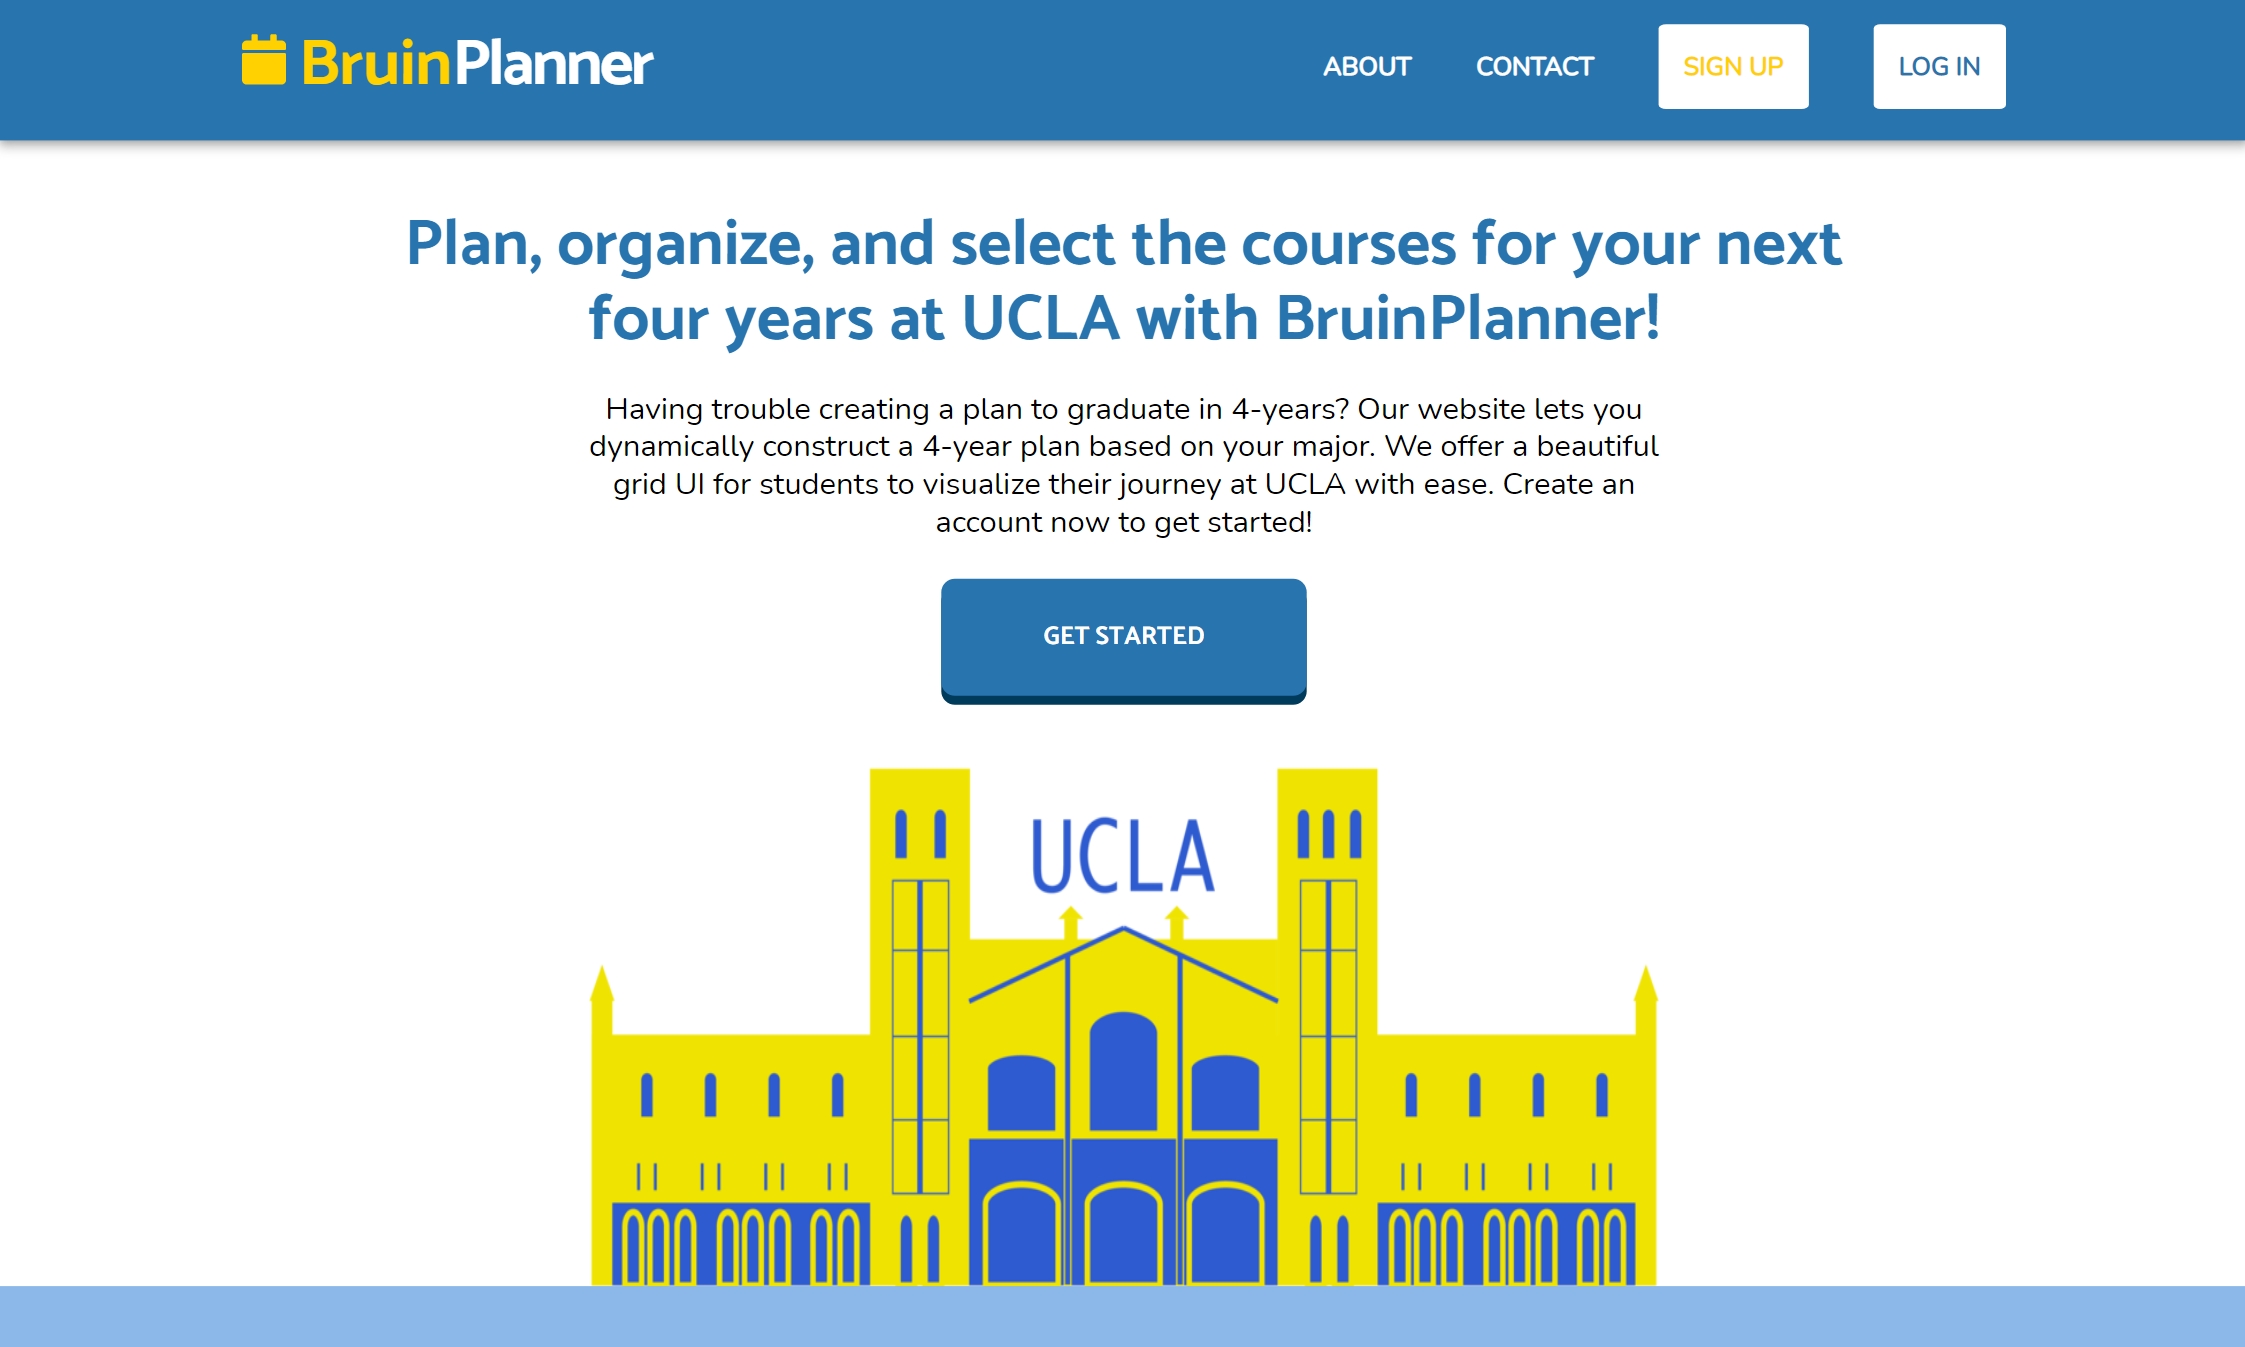 BruinPlanner
ABOUT
CONTACT
SIGN UP
LOG IN
Plan, organize, and select the courses for your next
four years at UCLA with BruinPlanner!
Having trouble creating a plan to graduate in 4-years? Our website lets you
dynamically construct a 4-year plan based on your major. We offer a beautiful
grid UI for students to visualize their journey at UCLA with ease. Create an
account now to get started!
GET STARTED
UCLA